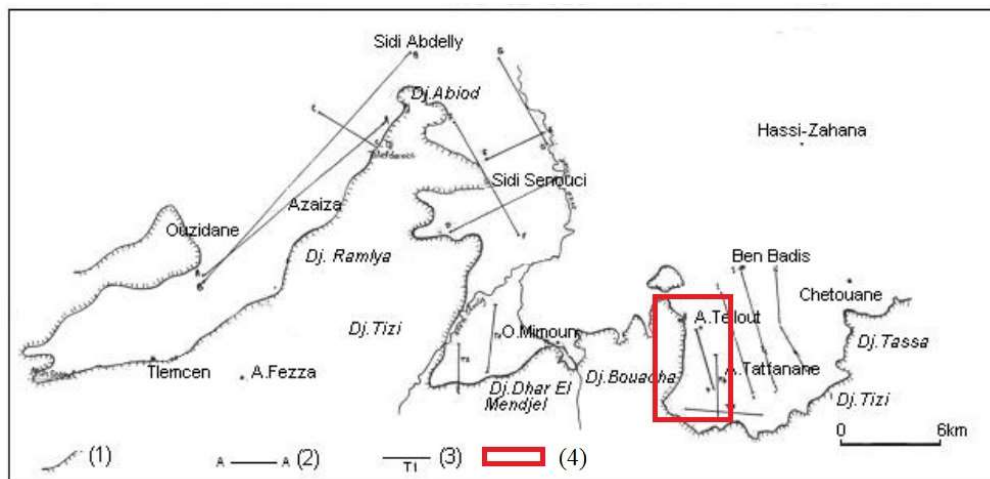 Sidi Abdelly
Dj.Abiod
Hassi-Zahana
Sidi Senouci
Azaiza
Ouzidane
Dj. Ramlya
Ben Badis
Chetouane
Dj.Tizi
A.Tellout
O.Mimoun
Dj.Tassa
Tlemcen
A.Fezza
Dj.Bouacha
A.Tattanane
Dj.Dhar El
Mendjel
Dj.Tizi
0 6km
(1) A A (2) T1 (3) (4)